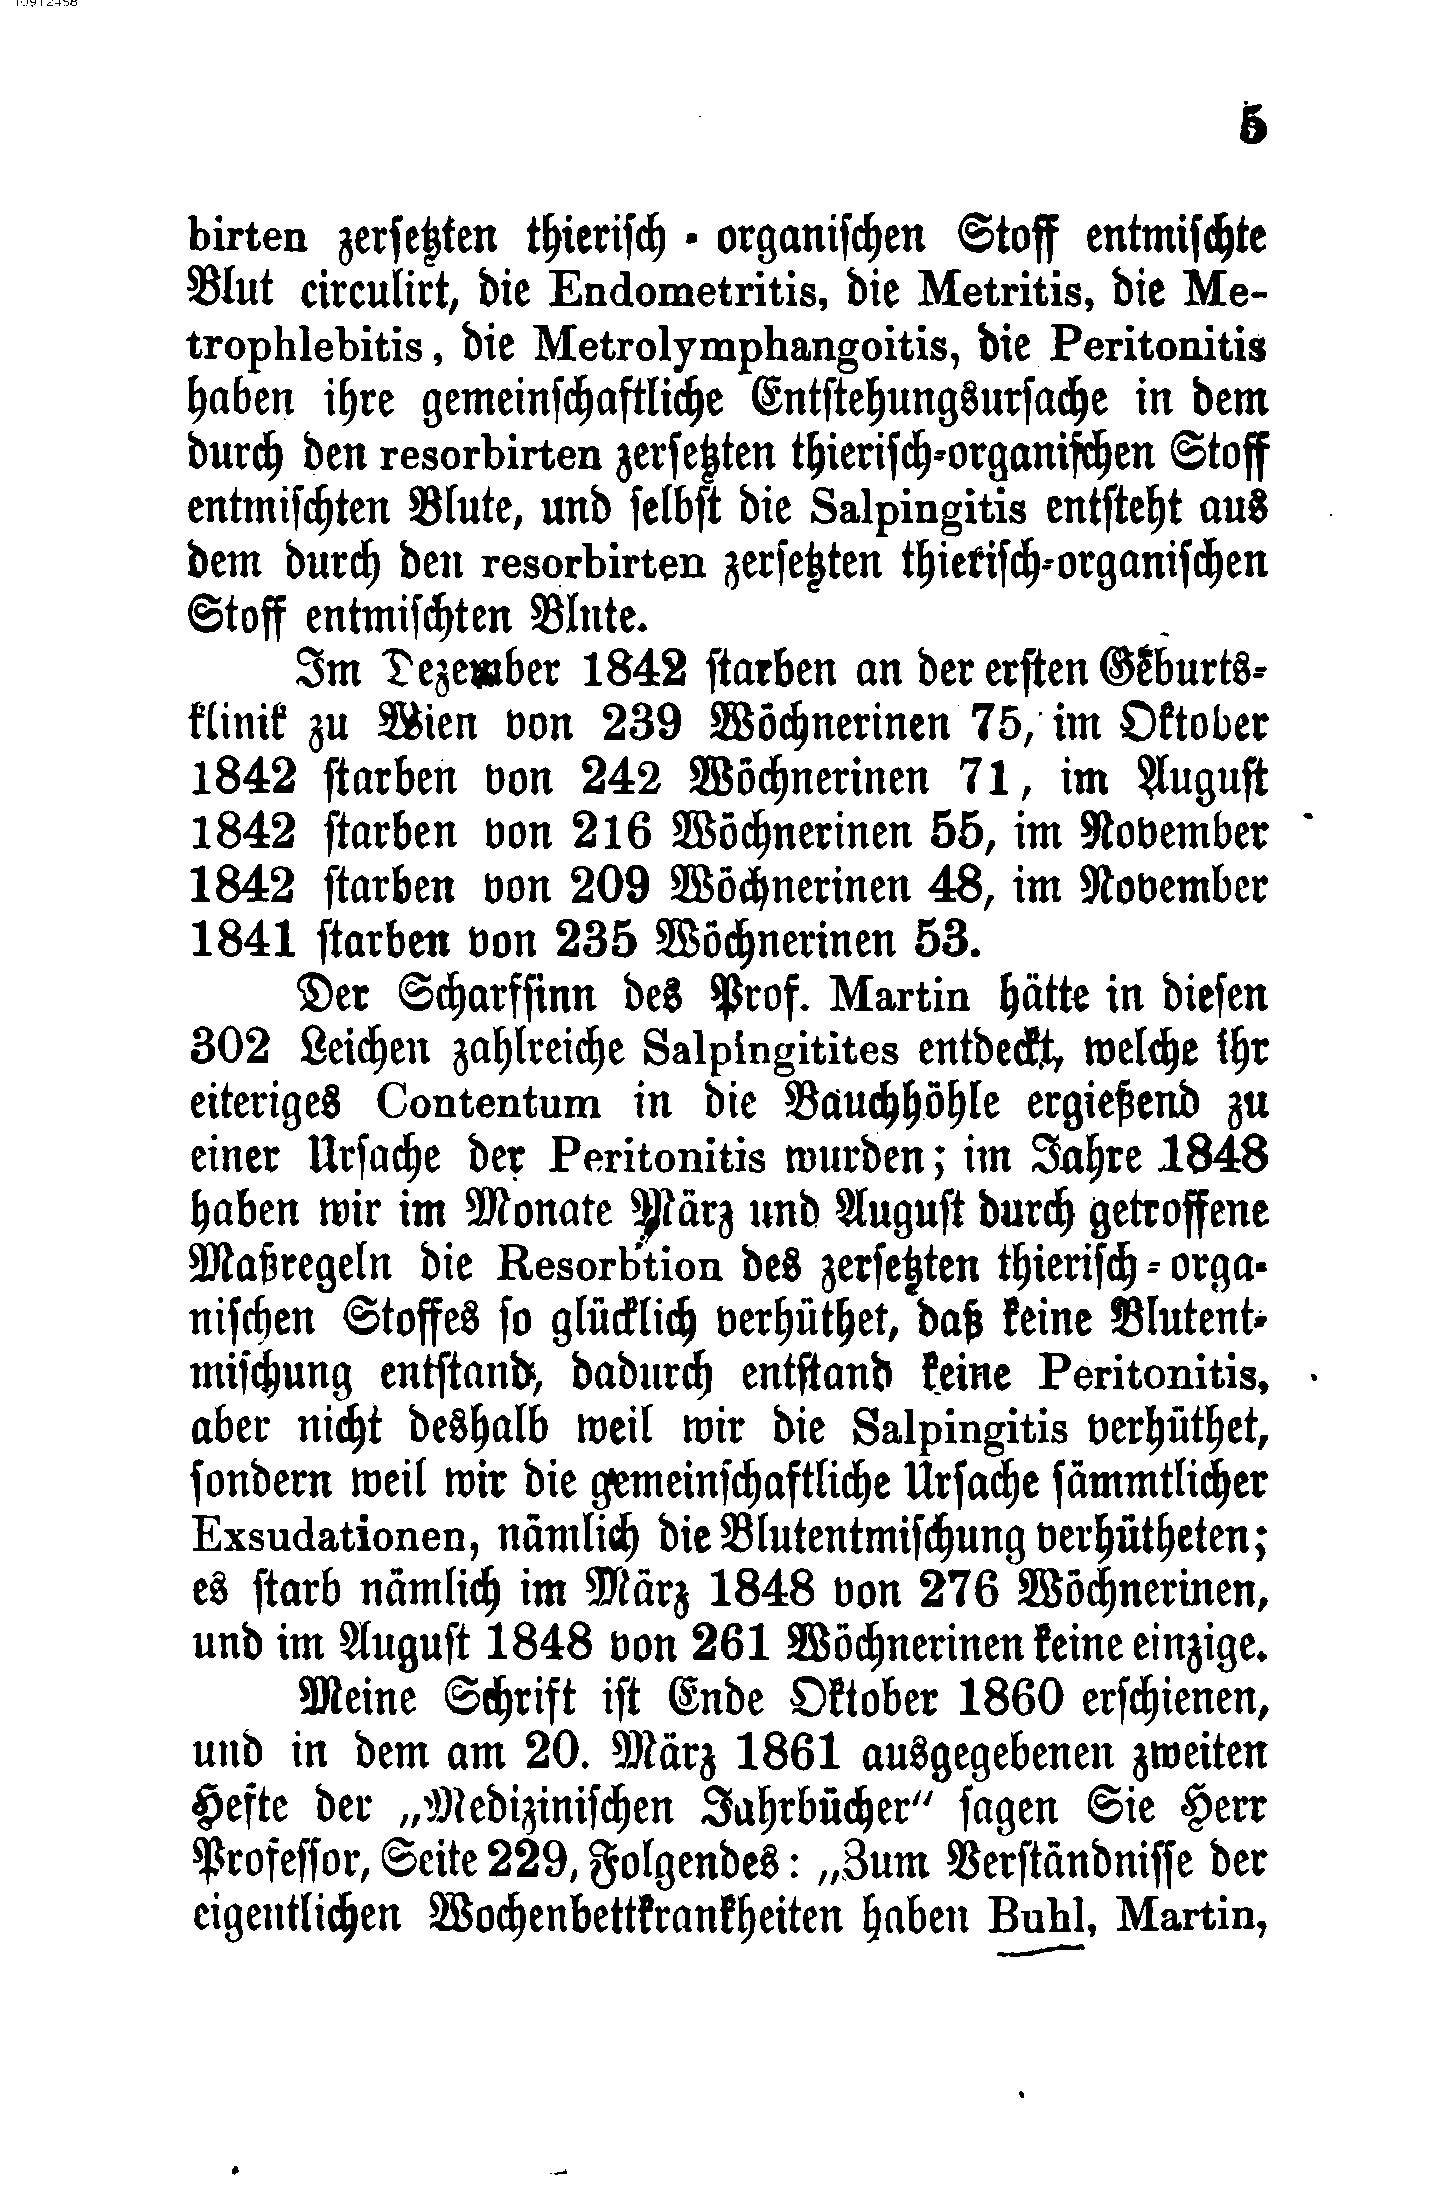 5
birten zersetzten thierisch-organischen Stoff entmischte
Blut circulirt, die Endometritis, die Metritis, die Me-
trophlebitis, die Metrolymphangoitis, die Peritonitis
haben ihre gemeinschaftliche Entstehungsursache in dem
durch den resorbirten zersetzten thierisch-organischen Stoff
entmischten Blute, und selbst die Salpingitis entsteht aus
dem durch den resorbirten zersetzten thierisch-organischen
Stoff entmischten Blute.
Im Dezember 1842 starben an der ersten Geburts-
klinik zu Wien von 239 Wöchnerinen 75, im Oktober
1842 starben von 242 Wöchnerinen 71, im August
1842 starben von 216 Wöchnerinen 55, im November
1842 starben von 209 Wöchnerinen 48, im November
1841 starben von 235 Wöchnerinen 53.
Der Scharfsinn des Prof. Martin hätte in diesen
302 Leichen zahlreiche Salpingitites entdeckt, welche ihr
eiteriges Contentum in die Bauchhöhle ergießend zu
einer Ursache der Peritonitis wurden; im Jahre 1848
haben wir im Monate März und August durch getroffene
Maßregeln die Resorbtion des zersetzten thierisch-orga-
nischen Stoffes so glücklich verhüthet, daß keine Blutent-
mischung entstand, dadurch entstand keine Peritonitis,
aber nicht deshalb weil wir die Salpingitis verhüthet,
sondern weil wir die gemeinschaftliche Ursache sämmtlicher
Exsudationen, nämlich die Blutentmischung verhütheten;
es starb nämlich im März 1848 von 276 Wöchnerinen,
und im August 1848 von 261 Wöchnerinen keine einzige.
Meine Schrift ist Ende Oktober 1860 erschienen,
und in dem am 20. März 1861 ausgegebenen zweiten
Hefte der „Medizinischen Jahrbücher" sagen Sie Herr
Professor, Seite 229, Folgendes: „Zum Verständnisse der
eigentlichen Wochenbettkrankheiten haben Buhl, Martin,